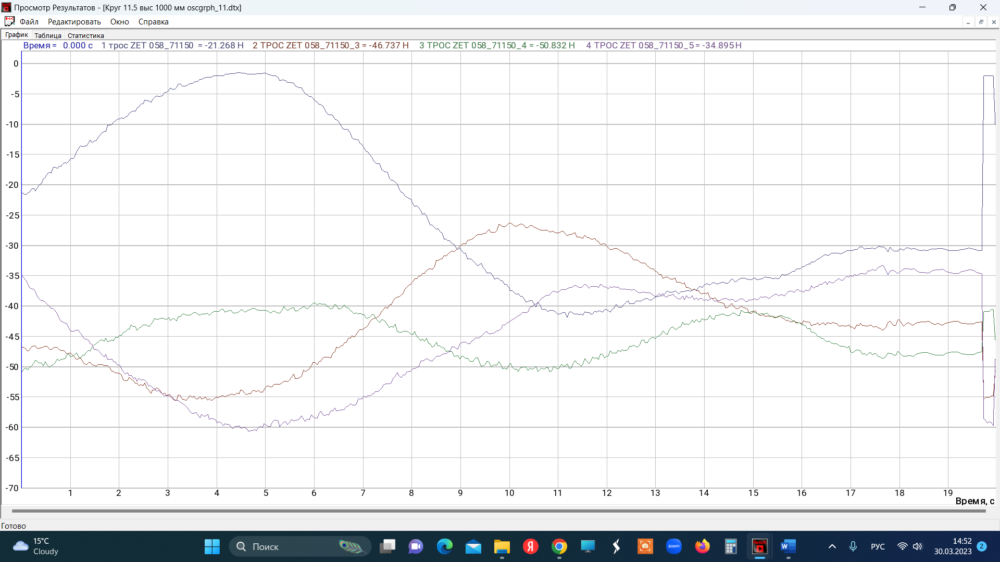 Просмотр Результатов - [Круг 11.5 выс 1000 мм oscgrph_11.dtx]
Файл Редактировать Окно Справка
График Таблица Статистика
Время = 0.000 с 1 трос ZET 058_71150 = -21.268 Н 2 ТРОС ZET 058_71150_3 = -46.737 Н 3 ТРОС ZET 058_71150_4 = -50.832 Н 4 ТРОС ZET 058_71150_5 = -34.895 Н
0
-5
-10
-15
-20
-25
-30
-35
-40
-45
-50
-55
-60
-65
-70
1 2 3 4 5 6 7 8 9 10 11 12 13 14 15 16 17 18 19
Время, с
Готово
15°C
Cloudy
Поиск
zoom
W
Я
РУС
14:52
30.03.2023
2